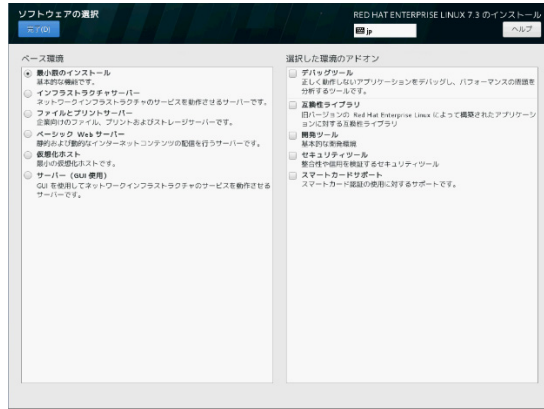 ソフトウェアの選択
完了(D)
RED HAT ENTERPRISE LINUX 7.3 のインストール
jp
ヘルプ
ベース環境
最小限のインストール
基本的な機能です。
インフラストラクチャサーバー
ネットワークインフラストラクチャのサービスを動作させるサーバーです。
ファイルとプリントサーバー
企業向けのファイル、プリントおよびストレージサーバーです。
ベーシック Web サーバー
静的および動的なインターネットコンテンツの配信を行うサーバーです。
仮想化ホスト
最小の仮想化ホストです。
サーバー（GUI 使用）
GUI を使用してネットワークインフラストラクチャのサービスを動作させる
サーバーです。
選択した環境のアドオン
デバッグツール
正しく動作しないアプリケーションをデバッグし、パフォーマンスの問題を
分析するツールです。
互換性ライブラリ
旧バージョンの Red Hat Enterprise Linux によって構築されたアプリケーシ
ョンに対する互換性ライブラリ
開発ツール
基本的な開発環境
セキュリティツール
整合性や信用を検証するセキュリティツール
スマートカードサポート
スマートカード認証の使用に対するサポートです。